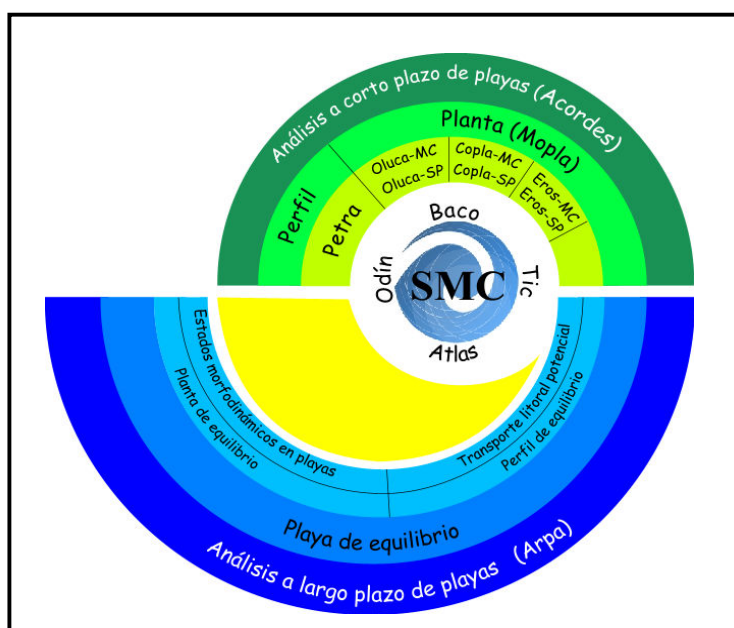 Análisis a corto plazo de playas (Acordes)
Planta (Mopla)
Perfil
Petra
Oluca-MC
Oluca-SP
Copla-MC
Copla-SP
Eros-MC
Eros-SP
Baco
Odín
SMC
Tic
Atlas
Estados morfodinámicos en playas
Planta de equilibrio
Transporte litoral potencial
Perfil de equilibrio
Playa de equilibrio
Análisis a largo plazo de playas (Arpa)